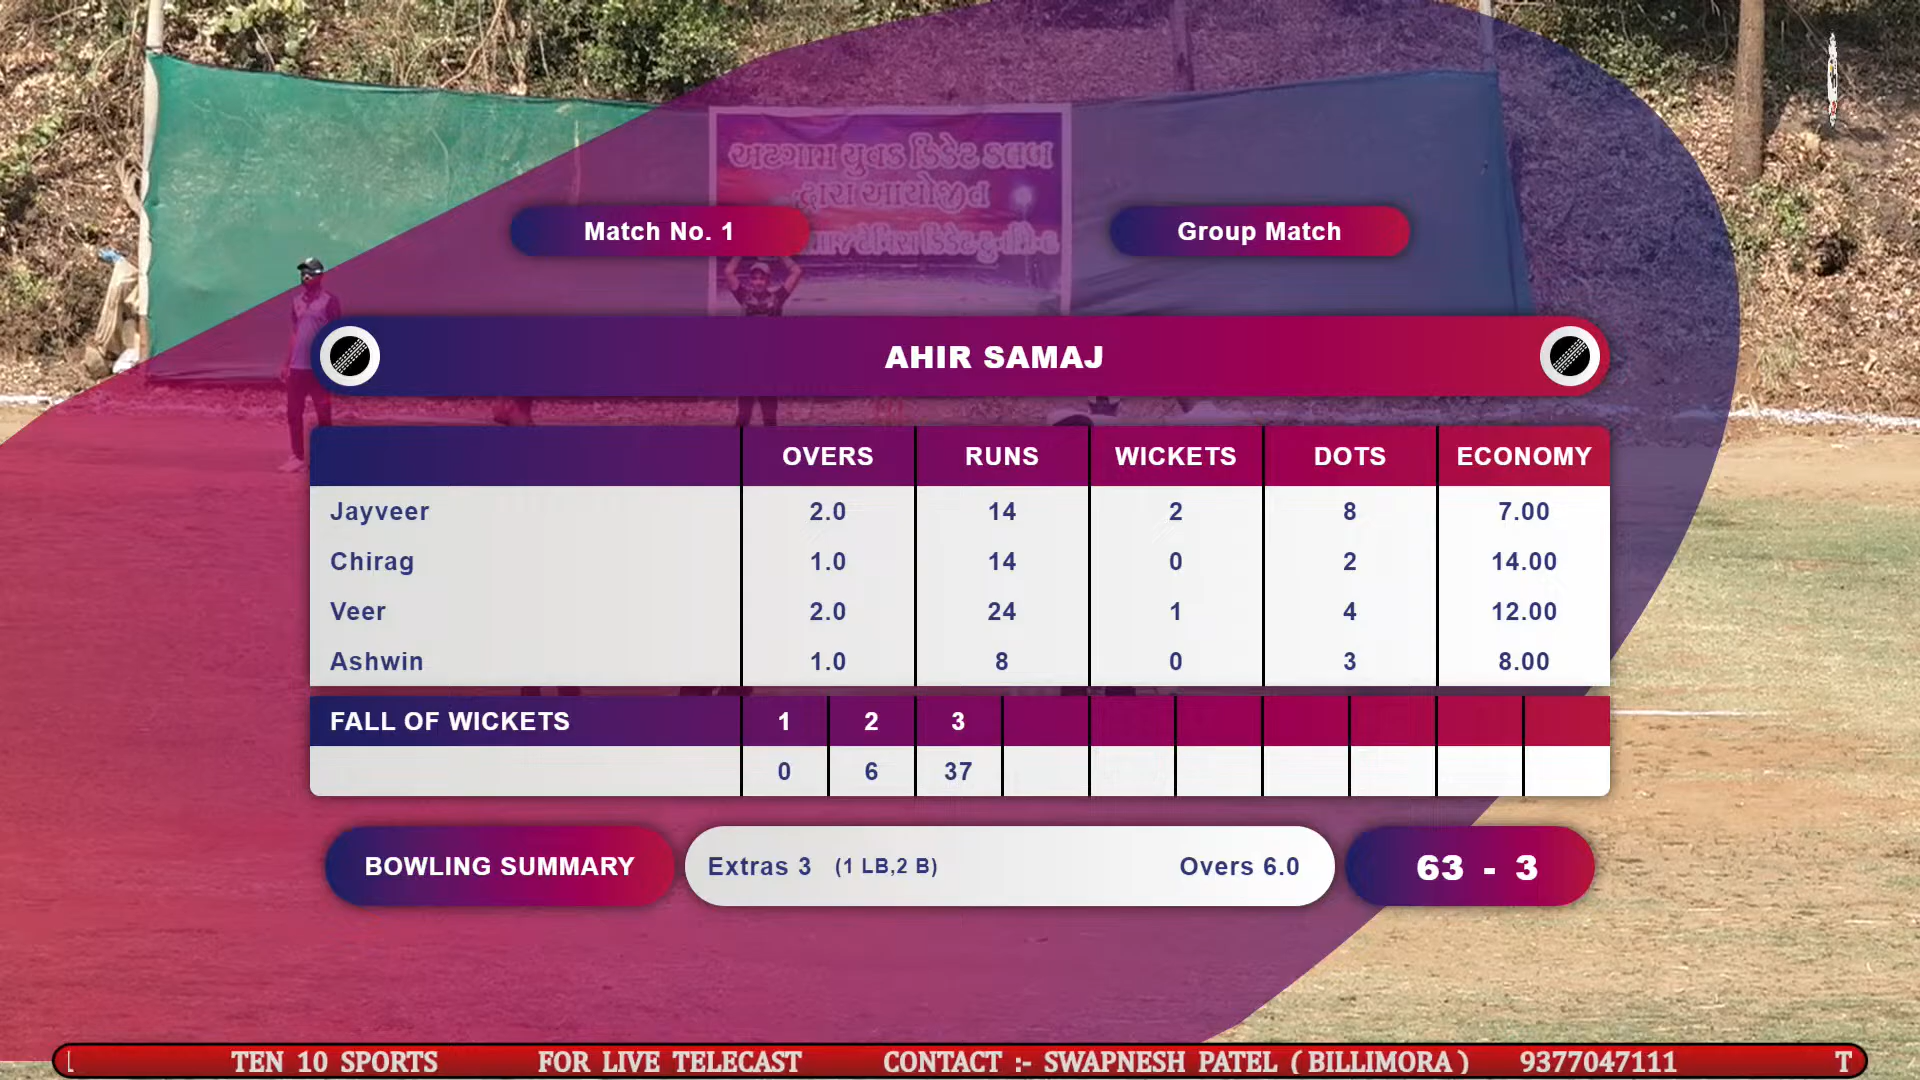 અટગામ યુવક ક્રિકેટ કલબ
દ્વારા આયોજીત
Match No. 1
Group Match
AHIR SAMAJ
OVERS RUNS WICKETS DOTS ECONOMY
Jayveer 2.0 14 2 8 7.00
Chirag 1.0 14 0 2 14.00
Veer 2.0 24 1 4 12.00
Ashwin 1.0 8 0 3 8.00
FALL OF WICKETS 1 2 3
0 6 37
BOWLING SUMMARY Extras 3 (1 LB,2 B) Overs 6.0 63 - 3
TEN 10 SPORTS FOR LIVE TELECAST CONTACT :- SWAPNESH PATEL ( BILLIMORA ) 9377047111 T